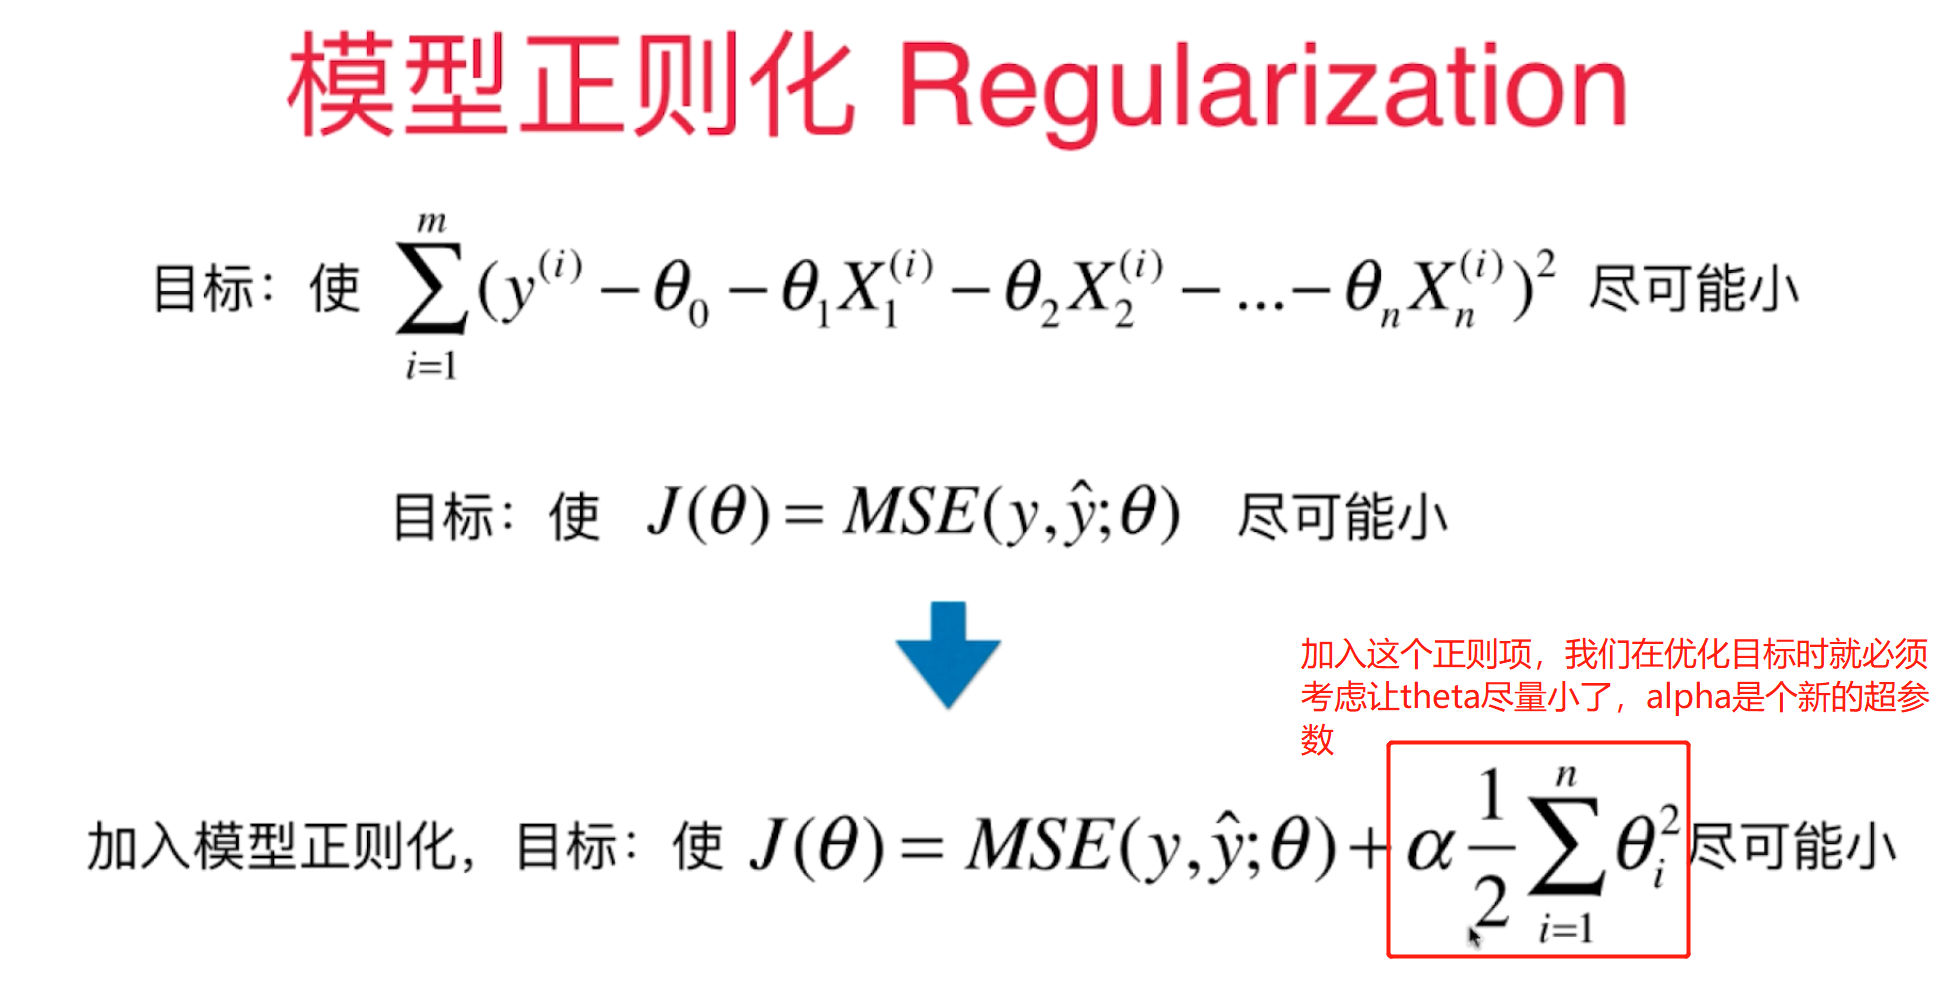 模型正则化 Regularization
目标：使 $\sum_{i=1}^{m}(y^{(i)}-\theta_0-\theta_1X_1^{(i)}-\theta_2X_2^{(i)}-...-\theta_nX_n^{(i)})^2$ 尽可能小
目标：使 $J(\theta)=MSE(y,\hat{y};\theta)$ 尽可能小
加入这个正则项，我们在优化目标时就必须
考虑让theta尽量小了，alpha是个新的超参
数
加入模型正则化，目标：使 $J(\theta)=MSE(y,\hat{y};\theta)+\alpha\frac{1}{2}\sum_{i=1}^{n}\theta_i^2$ 尽可能小